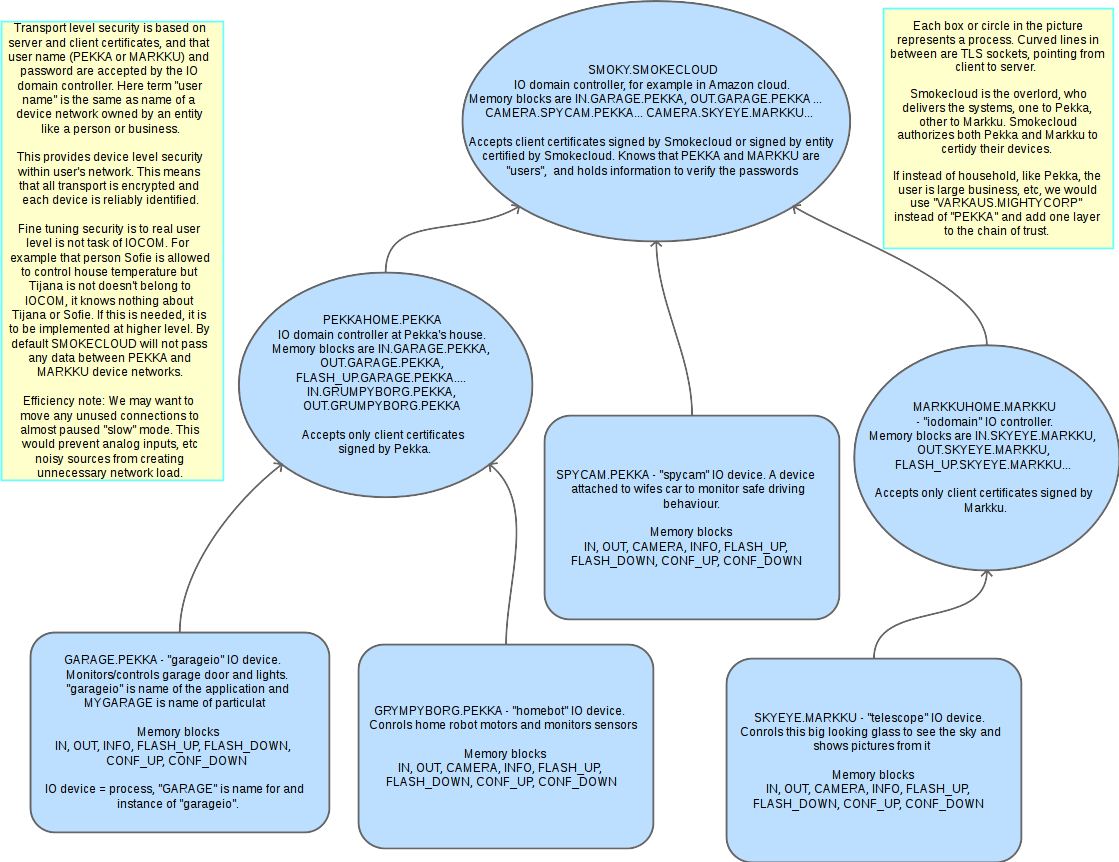 Transport level security is based on
server and client certificates, and that
user name (PEKKA or MARKKU) and
password are accepted by the IO
domain controller. Here term "user
name" is the same as name of a
device network owned by an entity
like a person or business.
This provides device level security
within user's network. This means
that all transport is encrypted and
each device is reliably identified.
Fine tuning security is to real user
level is not task of IOCOM. For
example that person Sofie is allowed
to control house temperature but
Tijana is not doesn't belong to
IOCOM, it knows nothing about
Tijana or Sofie. If this is needed, it is
to be implemented at higher level. By
default SMOKECLOUD will not pass
any data between PEKKA and
MARKKU device networks.
Efficiency note: We may want to
move any unused connections to
almost paused "slow" mode. This
would prevent analog inputs, etc
noisy sources from creating
unnecessary network load.
SMOKY.SMOKECLOUD
IO domain controller, for example in Amazon cloud.
Memory blocks are IN.GARAGE.PEKKA, OUT.GARAGE.PEKKA ...
CAMERA.SPYCAM.PEKKA... CAMERA.SKYEYE.MARKKU...
Accepts client certificates signed by Smokecloud or signed by entity
certified by Smokecloud. Knows that PEKKA and MARKKU are
"users", and holds information to verify the passwords
Each box or circle in the picture
represents a process. Curved lines in
between are TLS sockets, pointing from
client to server.
Smokecloud is the overlord, who
delivers the systems, one to Pekka,
other to Markku. Smokecloud
authorizes both Pekka and Markku to
certidy their devices.
If instead of household, like Pekka, the
user is large business, etc, we would
use "VARKAUS.MIGHTYCORP"
instead of "PEKKA" and add one layer
to the chain of trust.
PEKKAHOME.PEKKA
IO domain controller at Pekka's house.
Memory blocks are IN.GARAGE.PEKKA,
OUT.GARAGE.PEKKA,
FLASH_UP.GARAGE.PEKKA....
IN.GRUMPYBORG.PEKKA,
OUT.GRUMPYBORG.PEKKA
Accepts only client certificates
signed by Pekka.
SPYCAM.PEKKA - "spycam" IO device. A device
attached to wifes car to monitor safe driving
behaviour.
Memory blocks
IN, OUT, CAMERA, INFO, FLASH_UP,
FLASH_DOWN, CONF_UP, CONF_DOWN
MARKKUHOME.MARKKU
- "iodomain" IO controller.
Memory blocks are IN.SKYEYE.MARKKU,
OUT.SKYEYE.MARKKU,
FLASH_UP.SKYEYE.MARKKU...
Accepts only client certificates signed by
Markku.
GARAGE.PEKKA - "garageio" IO device.
Monitors/controls garage door and lights.
"garageio" is name of the application and
MYGARAGE is name of particulat
Memory blocks
IN, OUT, INFO, FLASH_UP, FLASH_DOWN,
CONF_UP, CONF_DOWN
IO device = process, "GARAGE" is name for and
instance of "garageio".
GRYMPYBORG.PEKKA - "homebot" IO device.
Conrols home robot motors and monitors sensors
Memory blocks
IN, OUT, CAMERA, INFO, FLASH_UP,
FLASH_DOWN, CONF_UP, CONF_DOWN
SKYEYE.MARKKU - "telescope" IO device.
Conrols this big looking glass to see the sky and
shows pictures from it
Memory blocks
IN, OUT, CAMERA, INFO, FLASH_UP,
FLASH_DOWN, CONF_UP, CONF_DOWN